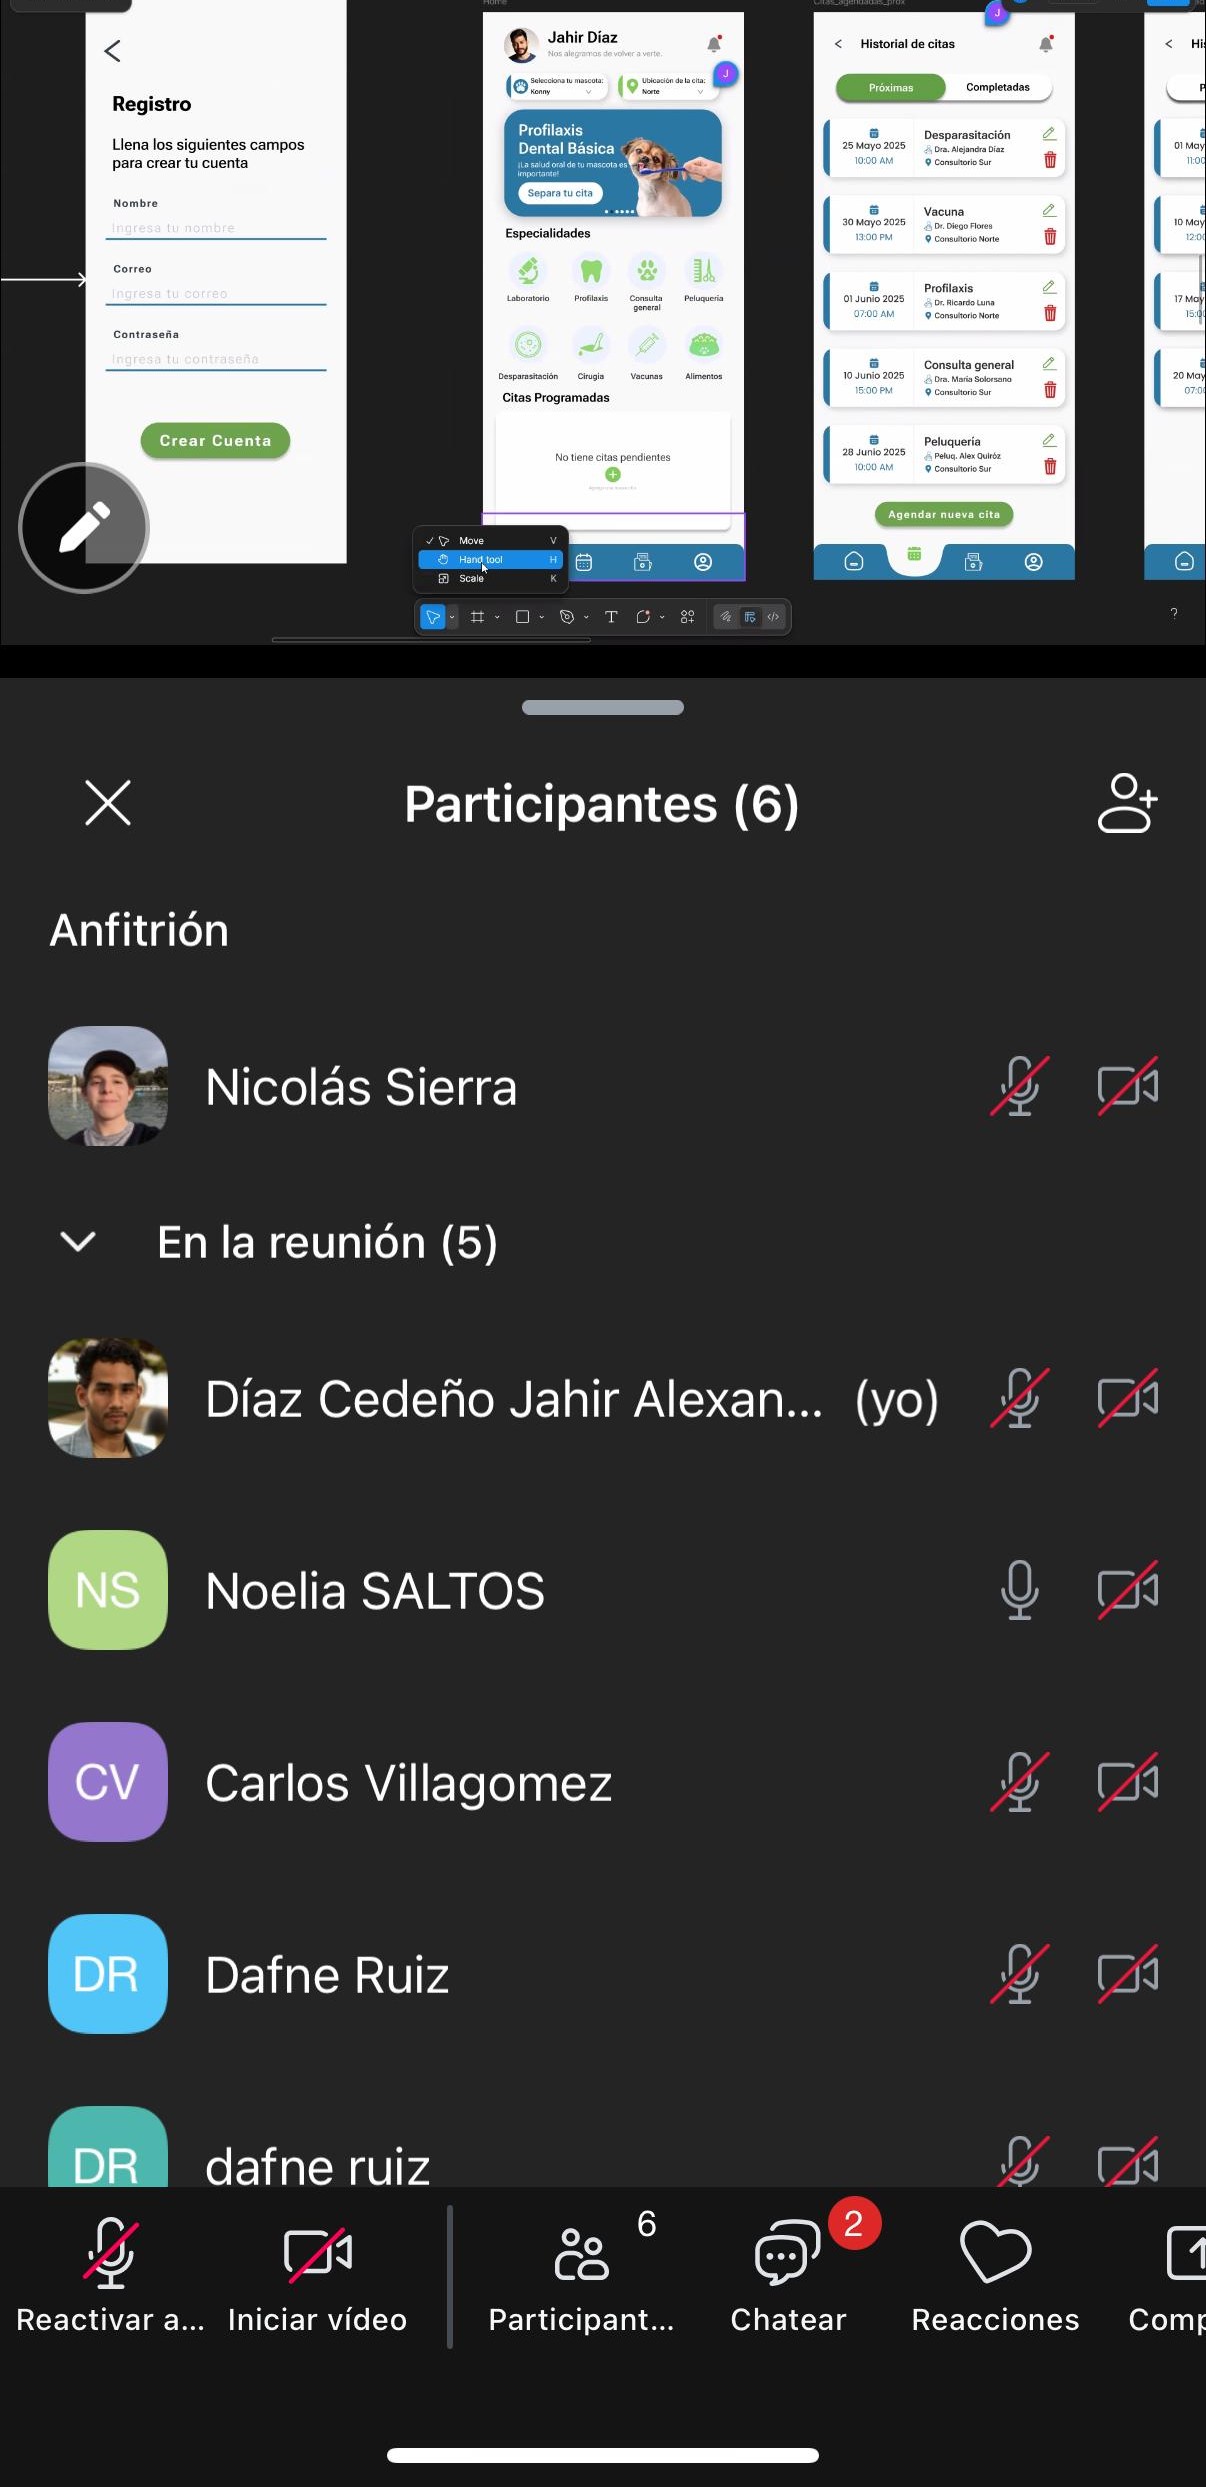 Home
Citas_agendadas_prox
Registro
Llena los siguientes campos
para crear tu cuenta
Nombre
Ingresa tu nombre
Correo
Ingresa tu correo
Contraseña
Ingresa tu contraseña
Crear Cuenta
Jahir Díaz
Nos alegramos de volver a verte.
J
Selecciona tu mascota:
Konny
Ubicación de la cita:
Norte
J
Profilaxis
Dental Básica
¡La salud oral de tu mascota es
importante!
Separa tu cita
Especialidades
Laboratorio
Profilaxis
Consulta
general
Peluquería
Desparasitación
Cirugía
Vacunas
Alimentos
Citas Programadas
No tiene citas pendientes
Move V
Hand tool H
Scale K
Historial de citas
Próximas
Completadas
25 Mayo 2025
10:00 AM
Desparasitación
Dra. Alejandra Díaz
Consultorio Sur
30 Mayo 2025
13:00 PM
Vacuna
Dr. Diego Flores
Consultorio Norte
01 Junio 2025
07:00 AM
Profilaxis
Dr. Ricardo Luna
Consultorio Norte
10 Junio 2025
15:00 PM
Consulta general
Dra. María Solorsano
Consultorio Sur
28 Junio 2025
10:00 AM
Peluquería
Peluq. Alex Quiróz
Consultorio Sur
Agendar nueva cita
His
P
01 May
11:00
10 May
12:00
17 May
15:00
20 May
07:00
T
</>
?
Participantes (6)
Anfitrión
Nicolás Sierra
En la reunión (5)
Díaz Cedeño Jahir Alexan... (yo)
NS
Noelia SALTOS
CV
Carlos Villagomez
DR
Dafne Ruiz
DR
dafne ruiz
6
2
Reactivar a...
Iniciar vídeo
Participant...
Chatear
Reacciones
Comp